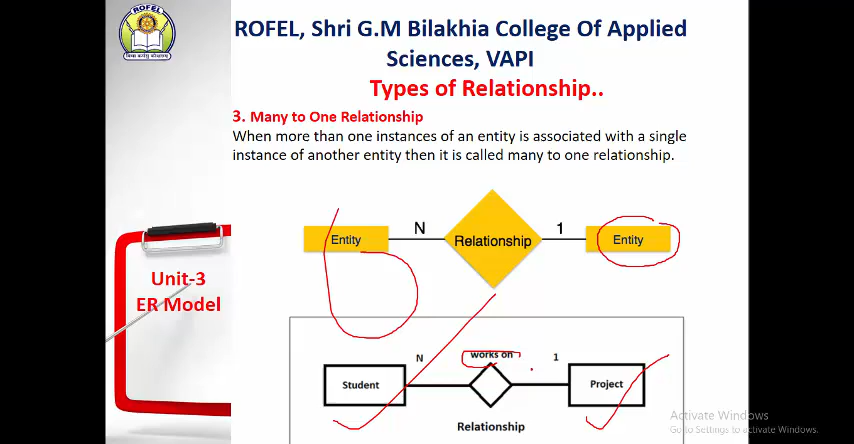 ROFEL
ROFEL, Shri G.M Bilakhia College Of Applied
Sciences, VAPI
Types of Relationship..
3. Many to One Relationship
When more than one instances of an entity is associated with a single
instance of another entity then it is called many to one relationship.
Entity
N
Relationship
1
Entity
Unit-3
ER Model
N
works on
1
Student
Project
Relationship
Activate Windows
Go to Settings to activate Windows.